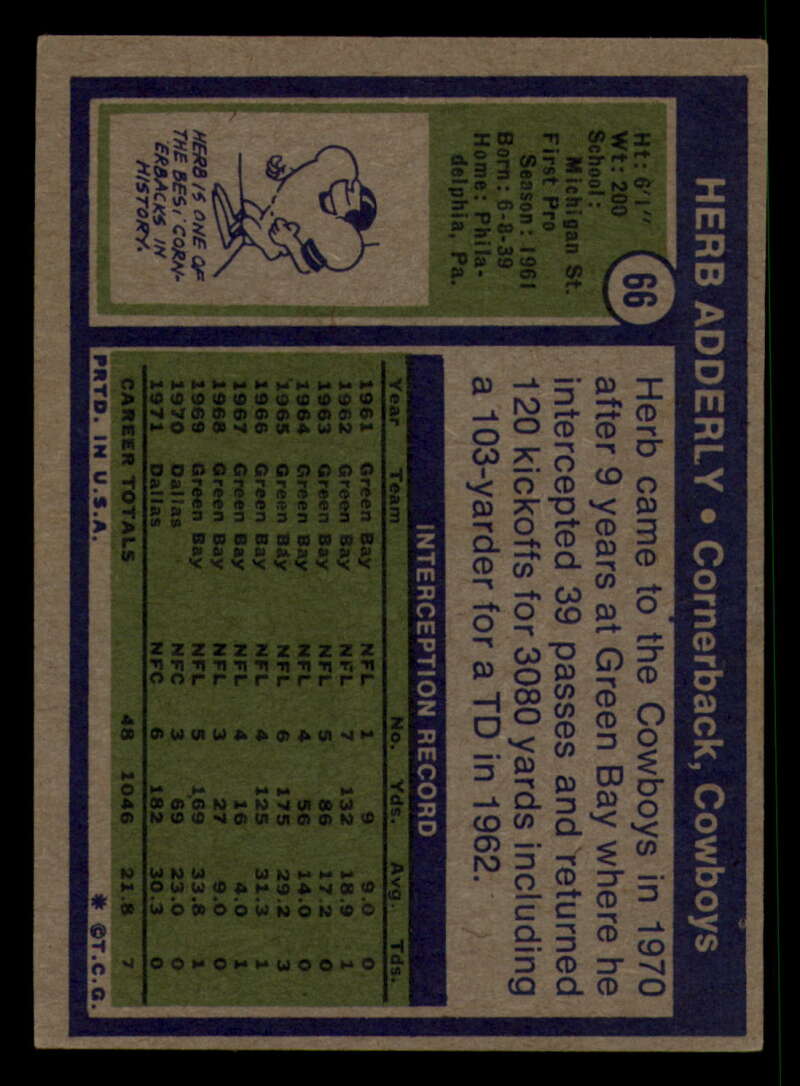 HERB ADDERLY • Cornerback, Cowboys
66
Ht: 6'1"
Wt: 200
School:
Michigan St.
First Pro
Season: 1961
Born: 6-8-39
Home: Phila-
delphia, Pa.
HERB IS ONE OF
THE BEST CORN-
ERBACKS IN
HISTORY.
Herb came to the Cowboys in 1970
after 9 years at Green Bay where he
intercepted 39 passes and returned
120 kickoffs for 3080 yards including
a 103-yarder for a TD in 1962.
INTERCEPTION RECORD
Year Team No. Yds. Avg. Tds.
1961 Green Bay NFL 1 9 9.0 0
1962 Green Bay NFL 7 132 18.9 1
1963 Green Bay NFL 5 86 17.2 0
1964 Green Bay NFL 4 56 14.0 0
1965 Green Bay NFL 6 175 29.2 3
1966 Green Bay NFL 4 125 31.3 1
1967 Green Bay NFL 4 16 4.0 1
1968 Green Bay NFL 3 27 9.0 0
1969 Green Bay NFL 5 169 33.8 1
1970 Dallas NFC 3 69 23.0 0
1971 Dallas NFC 6 182 30.3 0
CAREER TOTALS 48 1046 21.8 7
PRTD. IN U.S.A. * ©T.C.G.